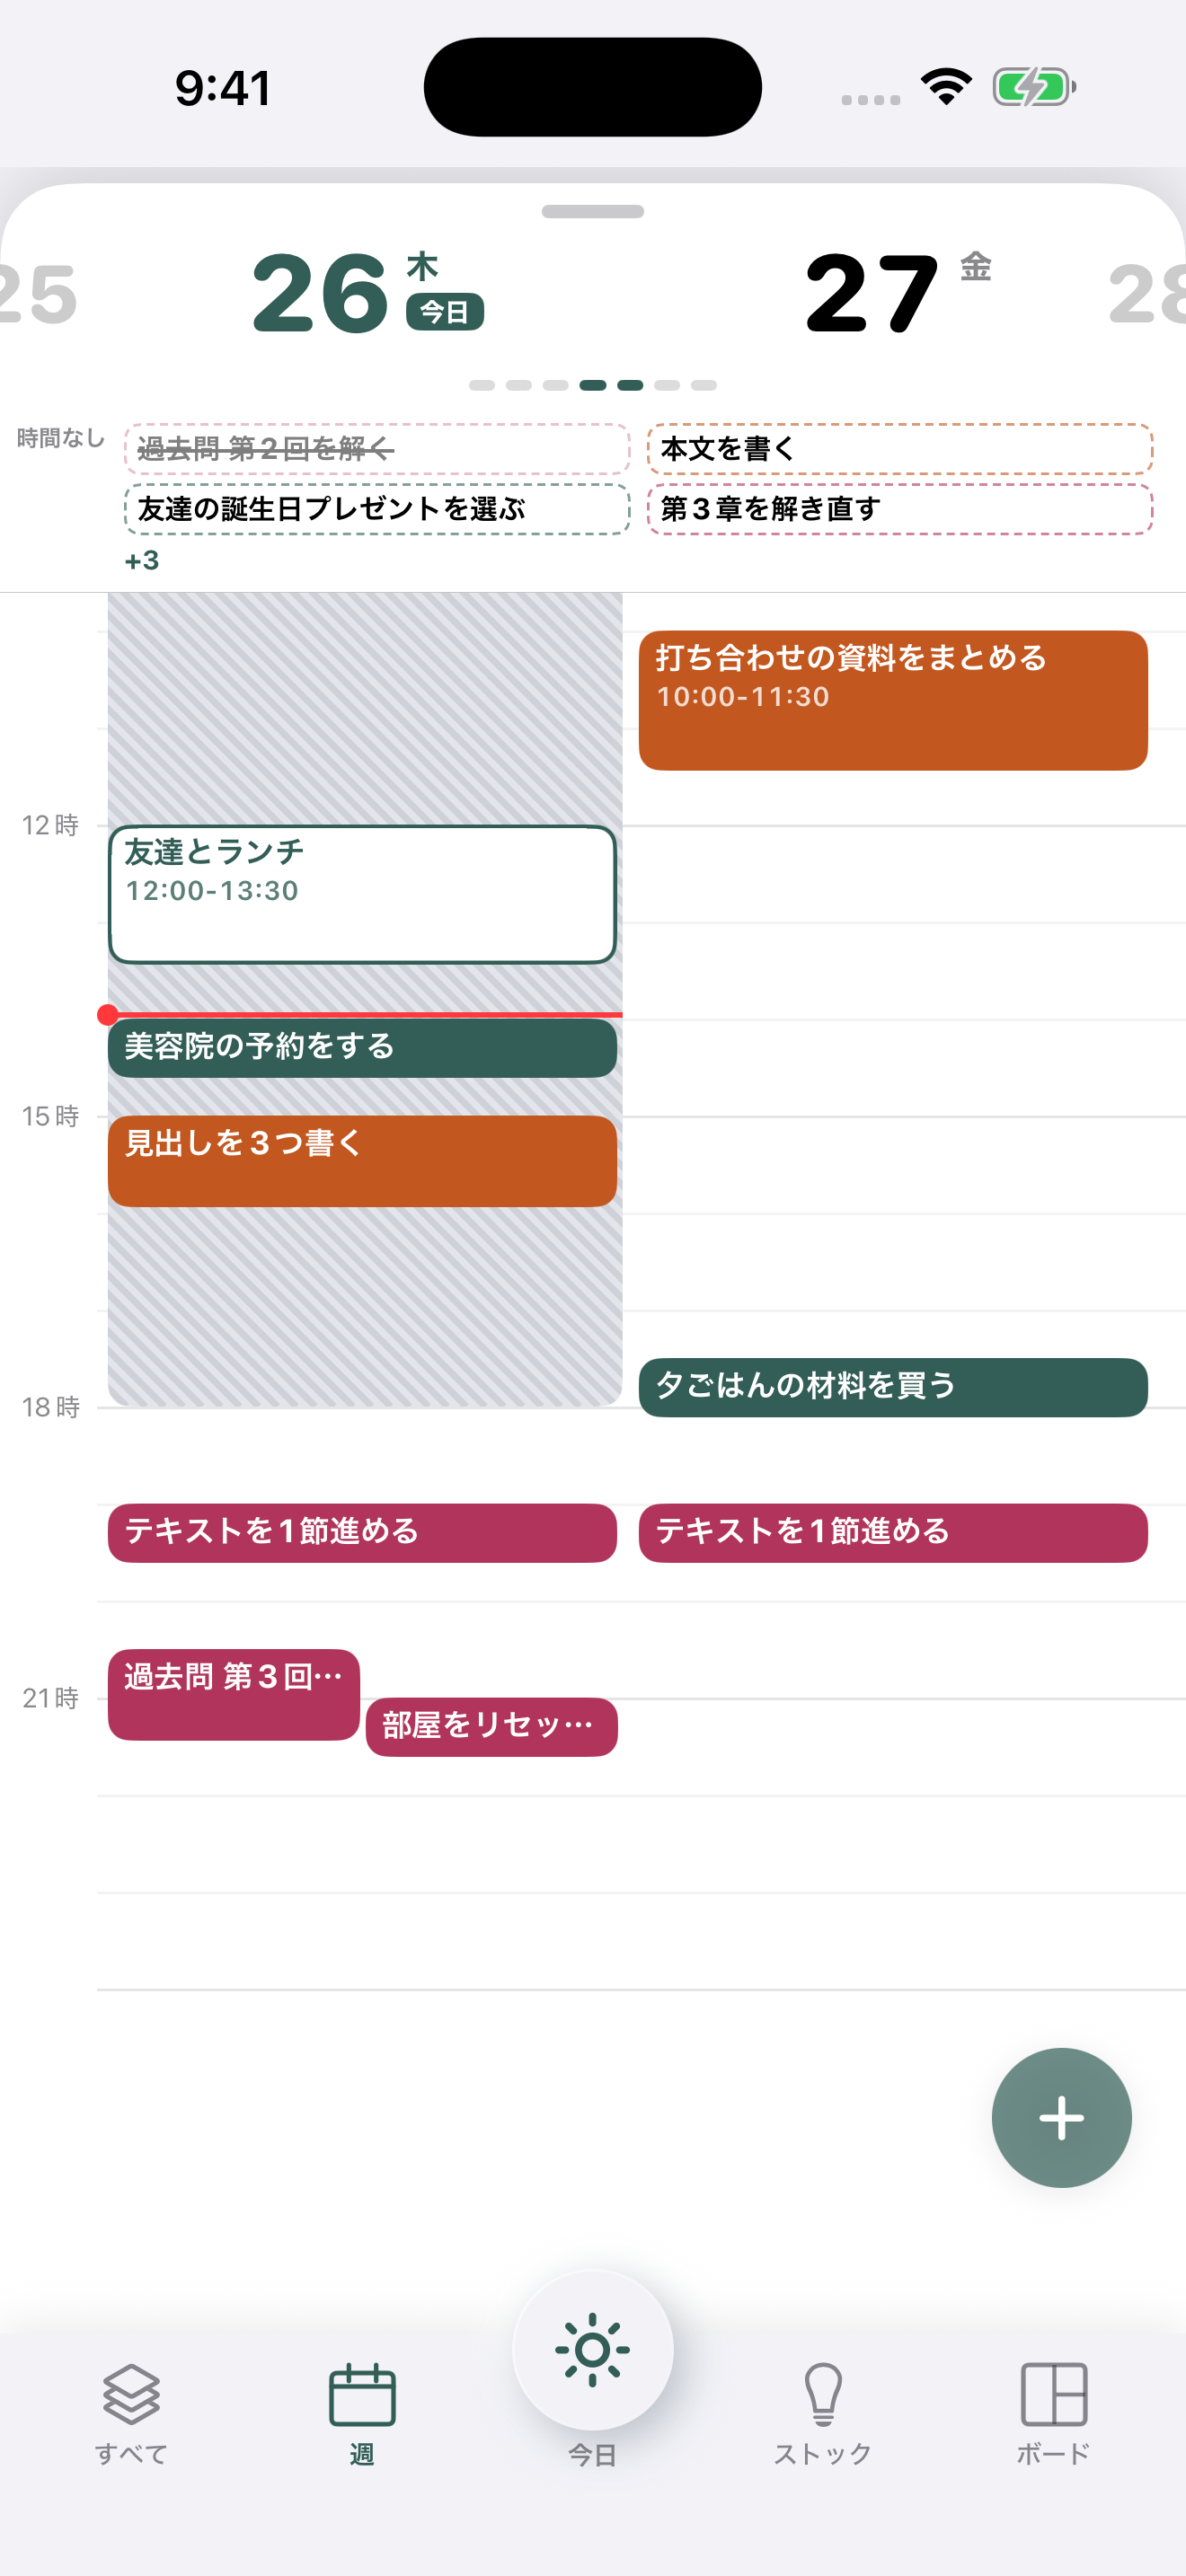 9:41
25
26
木
今日
27
金
28
時間なし
過去問 第2回を解く
本文を書く
友達の誕生日プレゼントを選ぶ
第3章を解き直す
+3
打ち合わせの資料をまとめる
10:00-11:30
12時
友達とランチ
12:00-13:30
美容院の予約をする
15時
見出しを3つ書く
夕ごはんの材料を買う
18時
テキストを1節進める
テキストを1節進める
過去問 第3回…
21時
部屋をリセッ…
すべて
週
今日
ストック
ボード